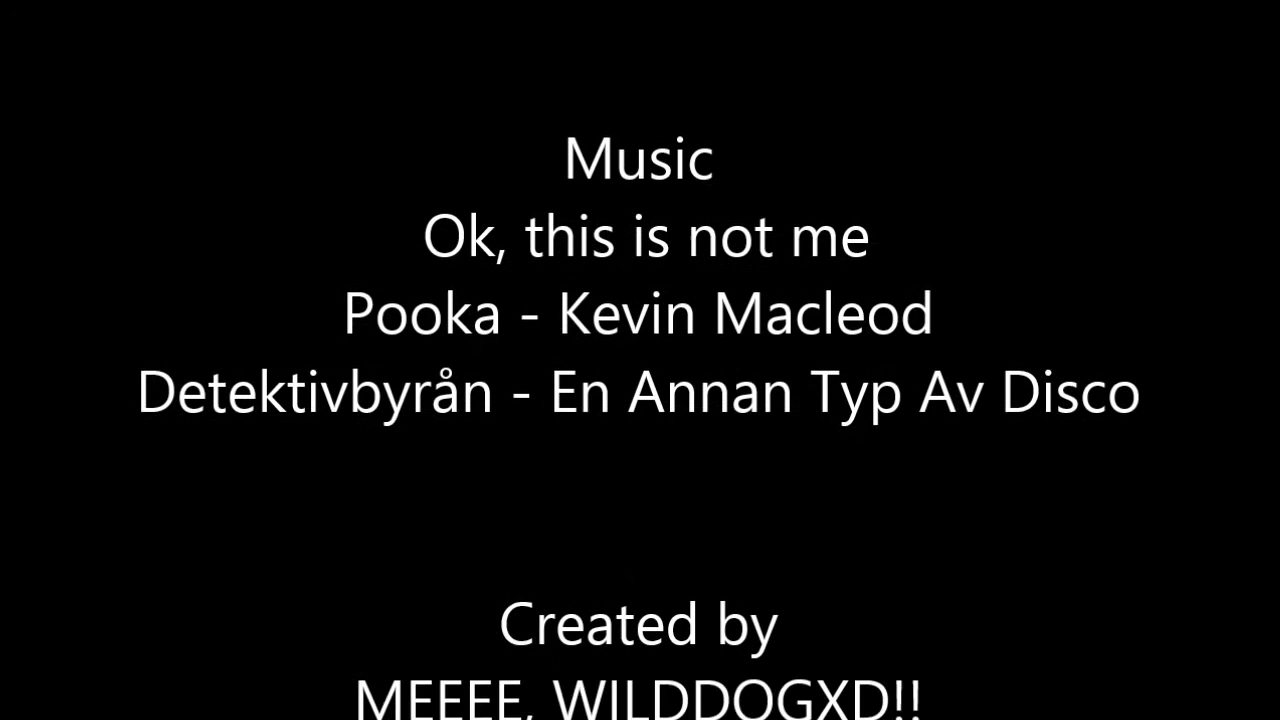 Music
Ok, this is not me
Pooka - Kevin Macleod
Detektivbyrån - En Annan Typ Av Disco
Created by
MEEEE, WILDDOGXD!!